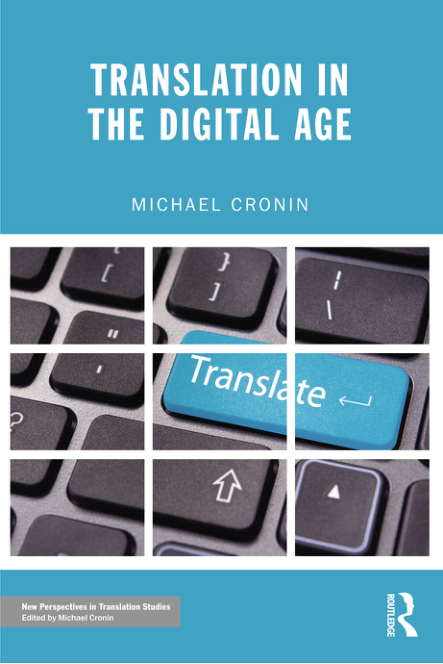 TRANSLATION IN
THE DIGITAL AGE
MICHAEL CRONIN
{
[
}
]
¦
\
"
'
?
Translate
New Perspectives in Translation Studies
Edited by Michael Cronin
ROUTLEDGE